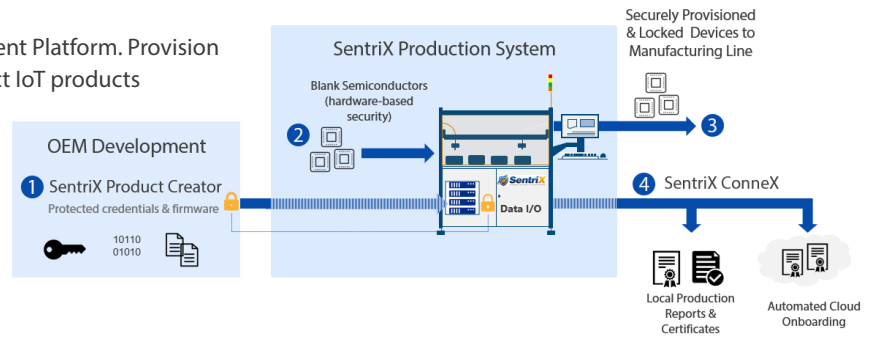 ent Platform. Provision
ct IoT products
OEM Development
1 SentriX Product Creator
Protected credentials & firmware
10110
01010
SentriX Production System
Blank Semiconductors
(hardware-based
security)
2
SentriX
Data I/O
Securely Provisioned
& Locked Devices to
Manufacturing Line
3
4 SentriX ConneX
Local Production
Reports &
Certificates
Automated Cloud
Onboarding